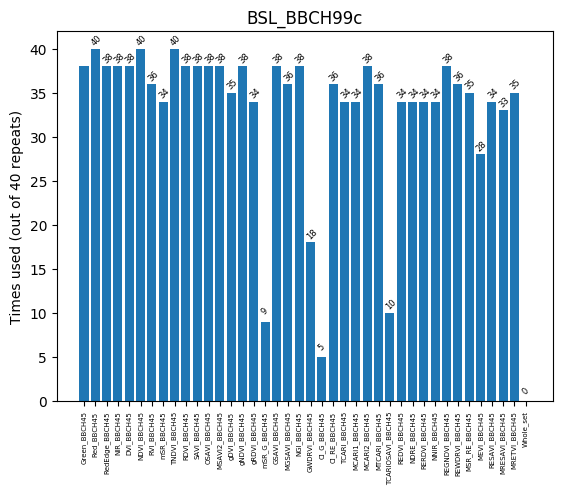 BSL_BBCH99c
Times used (out of 40 repeats)
40
35
30
25
20
15
10
5
0
40
38
38
38
40
36
34
40
38
38
38
38
35
38
34
9
38
36
38
18
5
36
34
34
38
36
10
34
34
34
34
38
36
35
28
34
33
35
0
Green_BBCH45
Red_BBCH45
RedEdge_BBCH45
NIR_BBCH45
DVI_BBCH45
NDVI_BBCH45
RVI_BBCH45
mSR_BBCH45
TNDVI_BBCH45
RDVI_BBCH45
SAVI_BBCH45
OSAVI_BBCH45
MSAVI2_BBCH45
gDVI_BBCH45
gNDVI_BBCH45
gRDVI_BBCH45
mSR_G_BBCH45
GSAVI_BBCH45
MGSAVI_BBCH45
NGI_BBCH45
GWDRVI_BBCH45
CI_G_BBCH45
CI_RE_BBCH45
TCARI_BBCH45
MCARI1_BBCH45
MCARI2_BBCH45
MTCARI_BBCH45
TCARIOSAVI_BBCH45
REDVI_BBCH45
NDRE_BBCH45
RERDVI_BBCH45
NNIR_BBCH45
REGNDVI_BBCH45
REWDRVI_BBCH45
MSR_RE_BBCH45
MEVI_BBCH45
RESAVI_BBCH45
MRESAVI_BBCH45
MRETVI_BBCH45
Whole_set